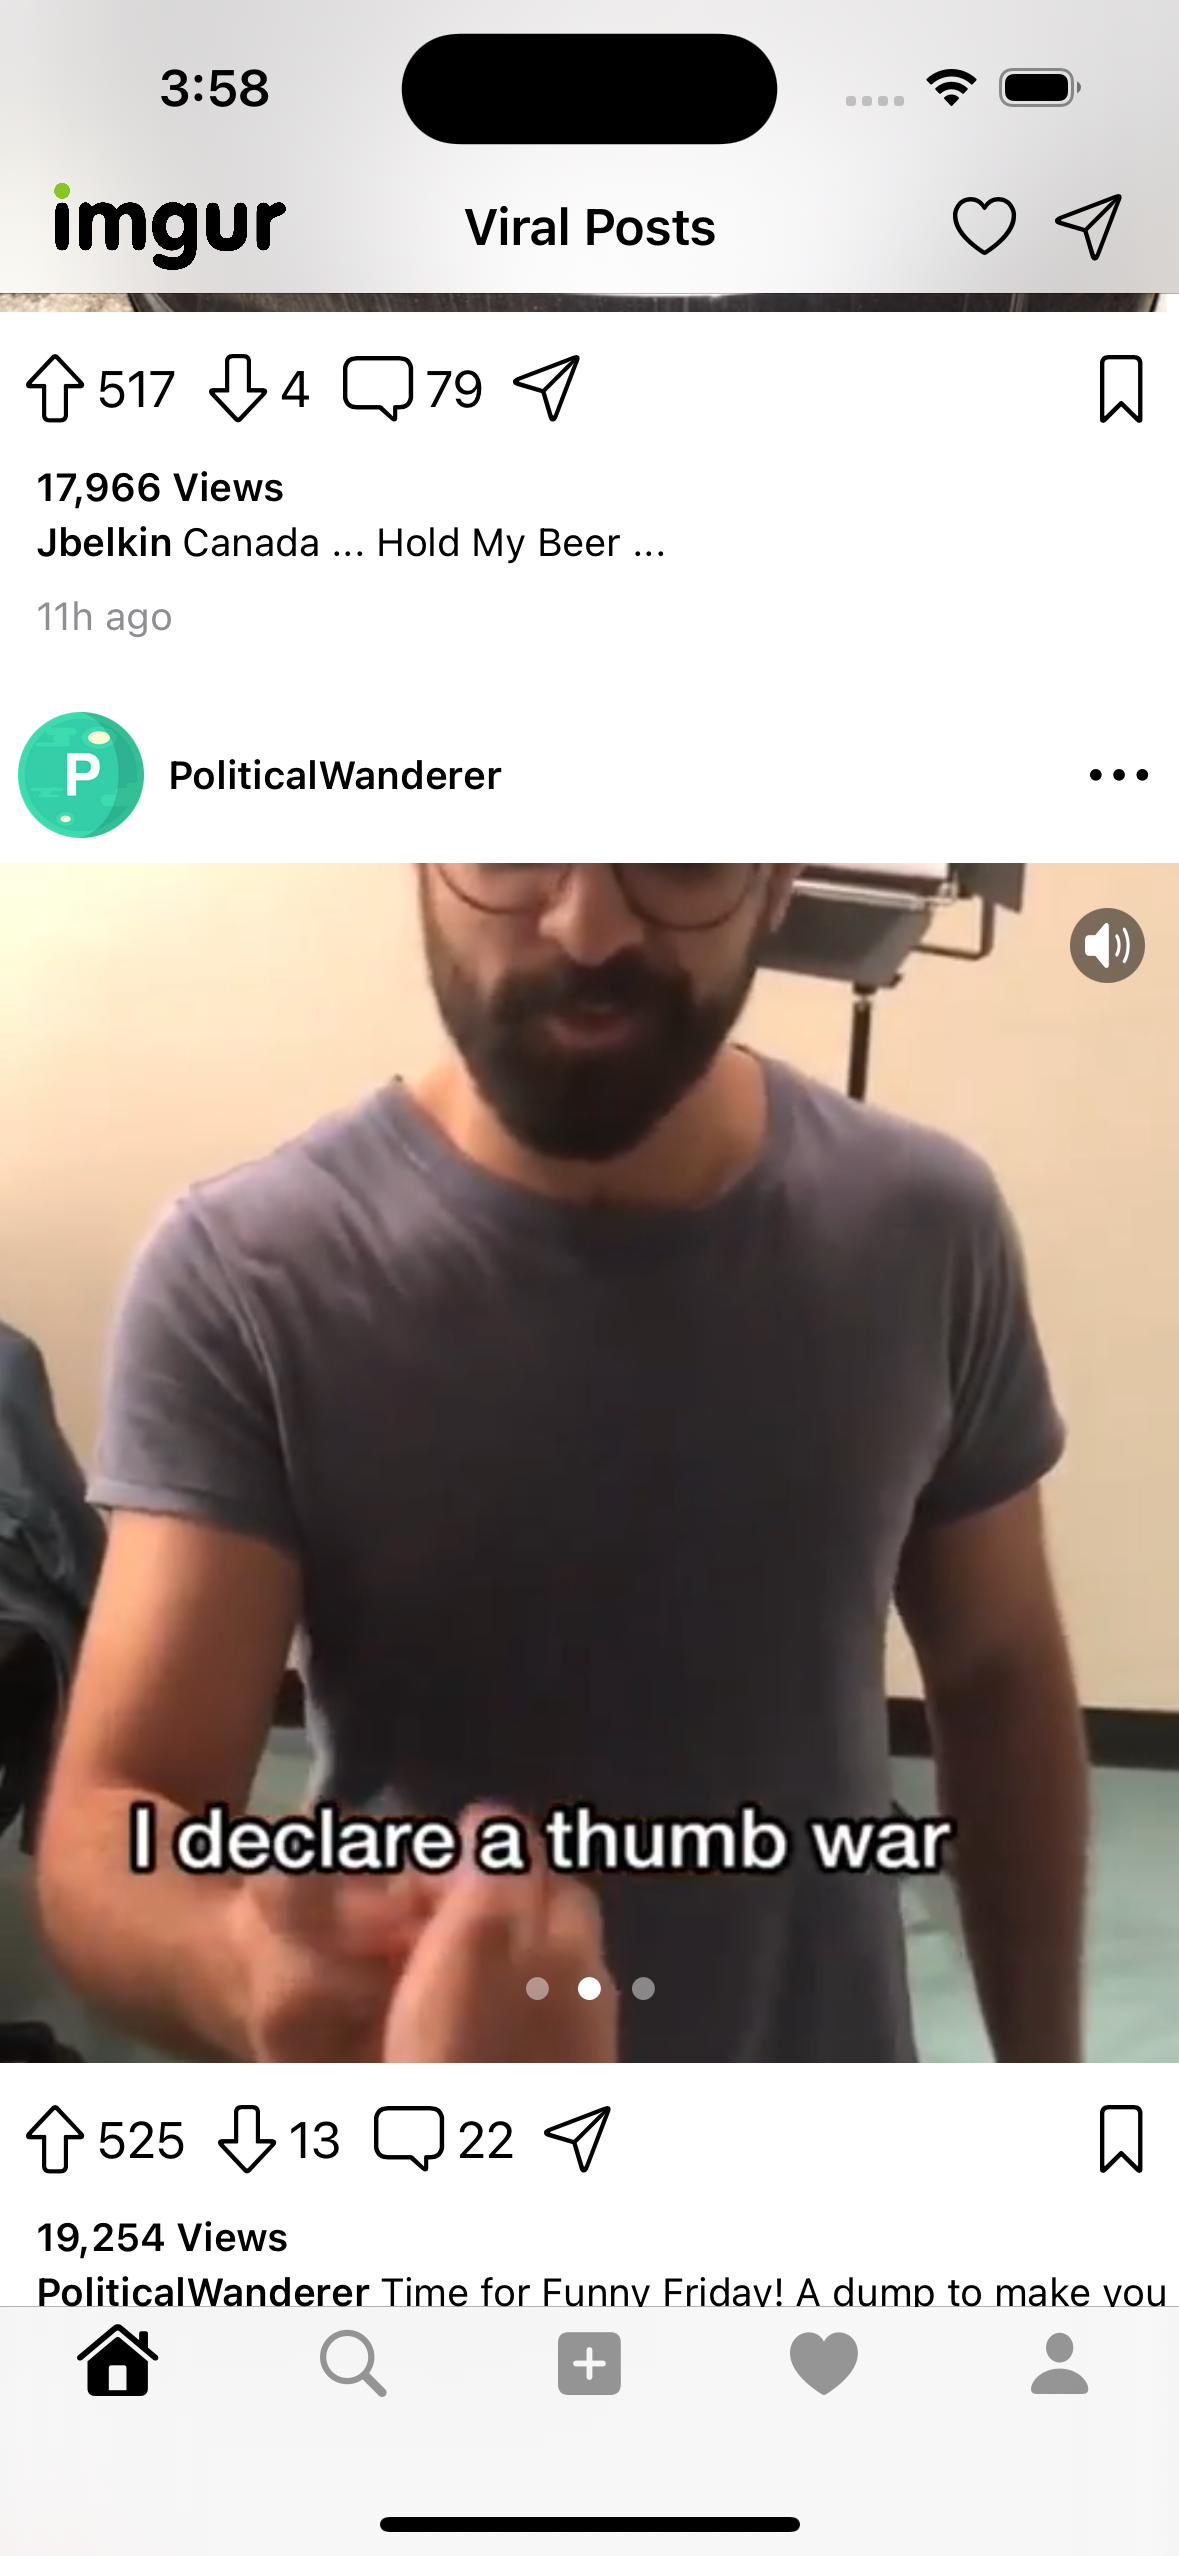 3:58
imgur
Viral Posts
517 4 79
17,966 Views
Jbelkin Canada ... Hold My Beer ...
11h ago
P
PoliticalWanderer
I declare a thumb war
525 13 22
19,254 Views
PoliticalWanderer Time for Funny Friday! A dump to make you